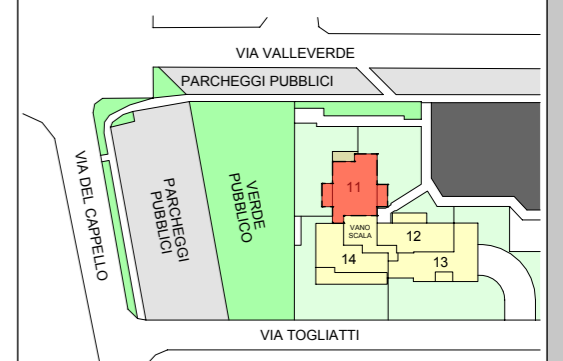 VIA VALLEVERDE
PARCHEGGI PUBBLICI
VIA DEL CAPPELLO
PARCHEGGI
PUBBLICI
VERDE
PUBBLICO
11
VANO
SCALA
12
14
13
VIA TOGLIATTI